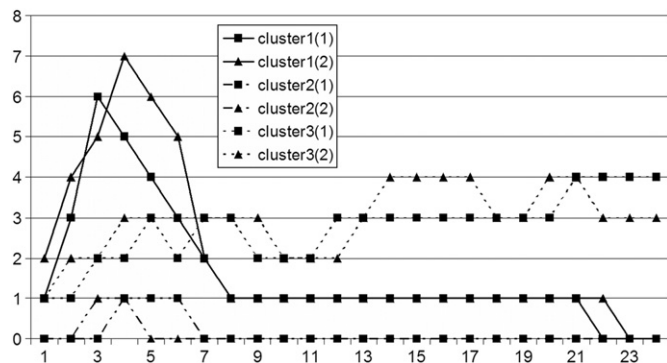 8
7
6
5
4
3
2
1
0
cluster1(1)
cluster1(2)
cluster2(1)
cluster2(2)
cluster3(1)
cluster3(2)
1 3 5 7 9 11 13 15 17 19 21 23